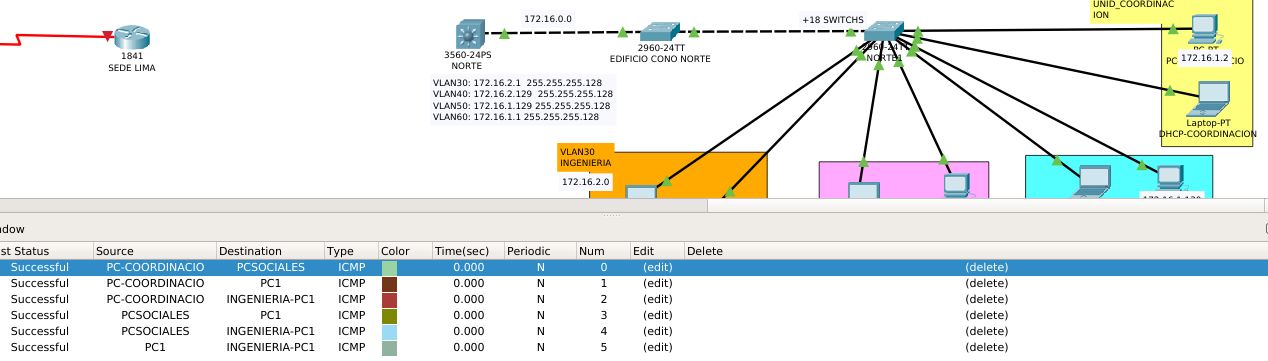 UNID_COORDINAC
ION
172.16.0.0
+18 SWITCHS
1841
SEDE LIMA
3560-24PS
NORTE
2960-24TT
EDIFICIO CONO NORTE
2960-24TT
NORTE1
PC-PT
172.16.1.2
VLAN30: 172.16.2.1 255.255.255.128
VLAN40: 172.16.2.129 255.255.255.128
VLAN50: 172.16.1.129 255.255.255.128
VLAN60: 172.16.1.1 255.255.255.128
Laptop-PT
DHCP-COORDINACION
VLAN30
INGENIERIA
172.16.2.0
ndow
st Status Source Destination Type Color Time(sec) Periodic Num Edit Delete
Successful PC-COORDINACIO PCSOCIALES ICMP 0.000 N 0 (edit) (delete)
Successful PC-COORDINACIO PC1 ICMP 0.000 N 1 (edit) (delete)
Successful PC-COORDINACIO INGENIERIA-PC1 ICMP 0.000 N 2 (edit) (delete)
Successful PCSOCIALES PC1 ICMP 0.000 N 3 (edit) (delete)
Successful PCSOCIALES INGENIERIA-PC1 ICMP 0.000 N 4 (edit) (delete)
Successful PC1 INGENIERIA-PC1 ICMP 0.000 N 5 (edit) (delete)